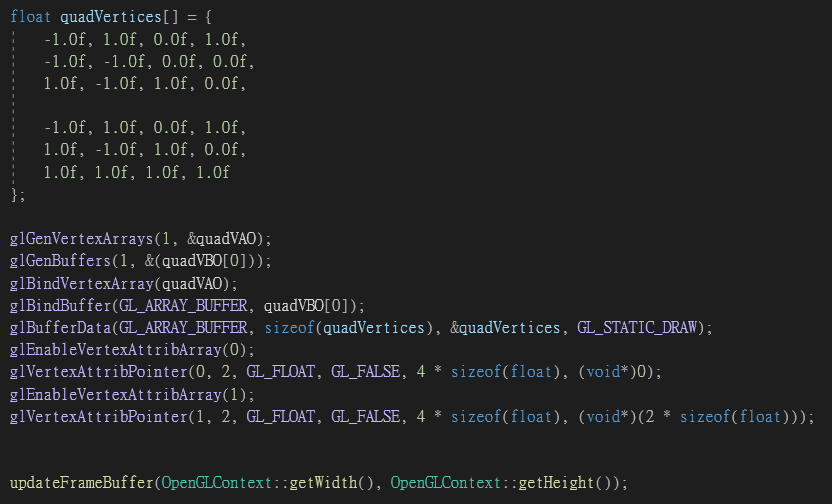 float quadVertices[] = {
-1.0f, 1.0f, 0.0f, 1.0f,
-1.0f, -1.0f, 0.0f, 0.0f,
1.0f, -1.0f, 1.0f, 0.0f,
-1.0f, 1.0f, 0.0f, 1.0f,
1.0f, -1.0f, 1.0f, 0.0f,
1.0f, 1.0f, 1.0f, 1.0f
};
glGenVertexArrays(1, &quadVAO);
glGenBuffers(1, &(quadVBO[0]));
glBindVertexArray(quadVAO);
glBindBuffer(GL_ARRAY_BUFFER, quadVBO[0]);
glBufferData(GL_ARRAY_BUFFER, sizeof(quadVertices), &quadVertices, GL_STATIC_DRAW);
glEnableVertexAttribArray(0);
glVertexAttribPointer(0, 2, GL_FLOAT, GL_FALSE, 4 * sizeof(float), (void*)0);
glEnableVertexAttribArray(1);
glVertexAttribPointer(1, 2, GL_FLOAT, GL_FALSE, 4 * sizeof(float), (void*)(2 * sizeof(float)));
updateFrameBuffer(OpenGLContext::getWidth(), OpenGLContext::getHeight());